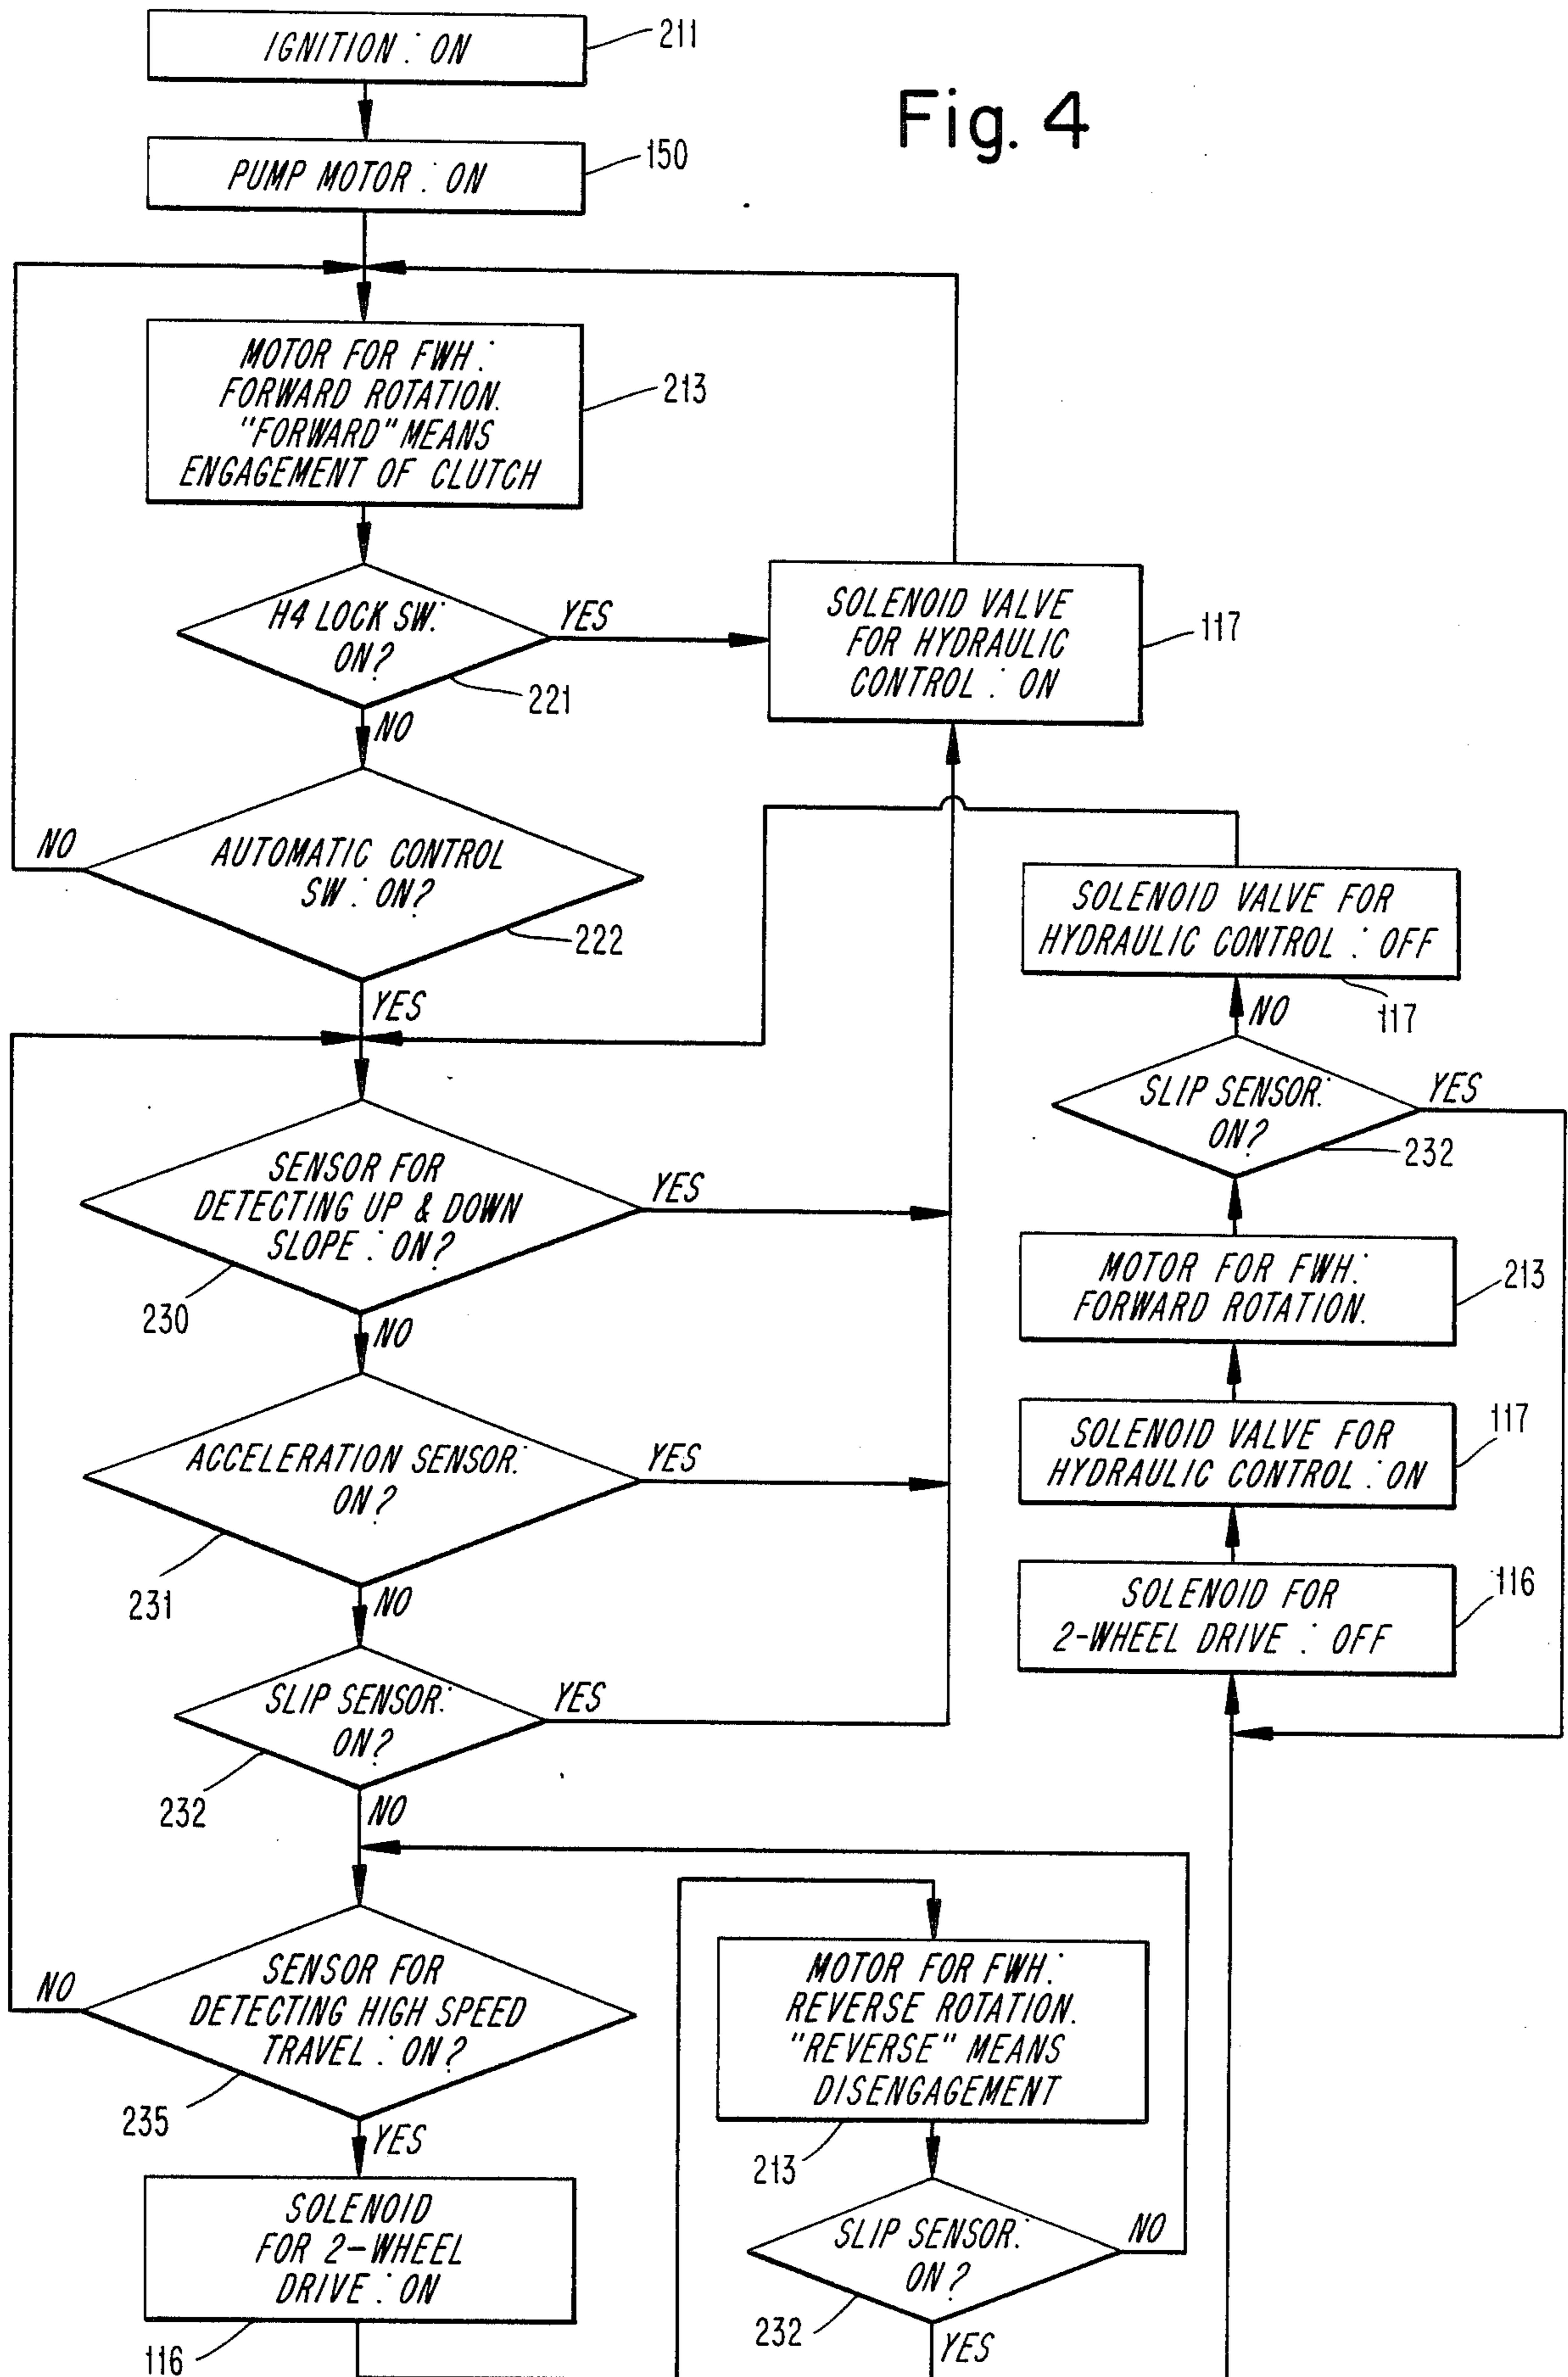 Fig. 4
IGNITION : ON
211
PUMP MOTOR : ON
150
MOTOR FOR FWH:
FORWARD ROTATION.
"FORWARD" MEANS
ENGAGEMENT OF CLUTCH
213
H4 LOCK SW:
ON?
YES
221
NO
SOLENOID VALVE
FOR HYDRAULIC
CONTROL : ON
117
AUTOMATIC CONTROL
SW : ON?
NO
222
YES
SENSOR FOR
DETECTING UP & DOWN
SLOPE : ON?
YES
230
NO
ACCELERATION SENSOR:
ON?
YES
231
NO
SLIP SENSOR:
ON?
YES
232
NO
SENSOR FOR
DETECTING HIGH SPEED
TRAVEL : ON?
NO
235
YES
SOLENOID
FOR 2-WHEEL
DRIVE : ON
116
MOTOR FOR FWH:
REVERSE ROTATION.
"REVERSE" MEANS
DISENGAGEMENT
213
SLIP SENSOR:
ON?
NO
232
YES
SOLENOID VALVE FOR
HYDRAULIC CONTROL : OFF
117
NO
SLIP SENSOR:
ON?
YES
232
MOTOR FOR FWH:
FORWARD ROTATION.
213
SOLENOID VALVE FOR
HYDRAULIC CONTROL : ON
117
SOLENOID FOR
2-WHEEL DRIVE : OFF
116